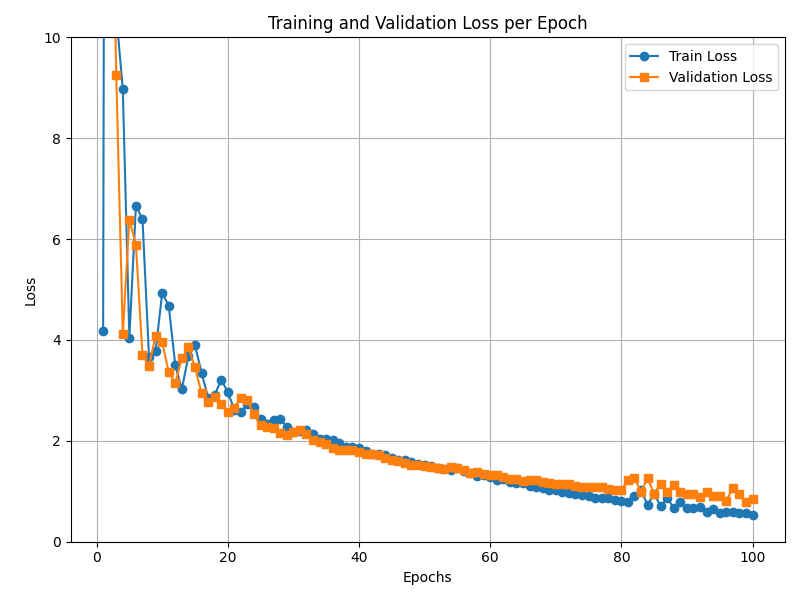 Training and Validation Loss per Epoch
Train Loss
Validation Loss
10
8
6
4
2
0
Loss
0 20 40 60 80 100
Epochs